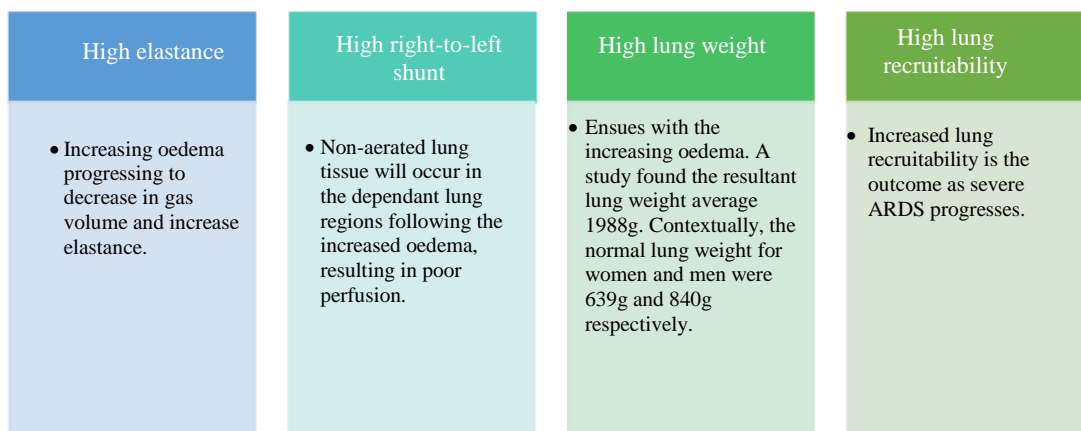 High elastance
• Increasing oedema
progressing to
decrease in gas
volume and increase
elastance.
High right-to-left
shunt
• Non-aerated lung
tissue will occur in
the dependant lung
regions following the
increased oedema,
resulting in poor
perfusion.
High lung weight
• Ensues with the
increasing oedema. A
study found the resultant
lung weight average
1988g. Contextually, the
normal lung weight for
women and men were
639g and 840g
respectively.
High lung
recruitability
• Increased lung
recruitability is the
outcome as severe
ARDS progresses.